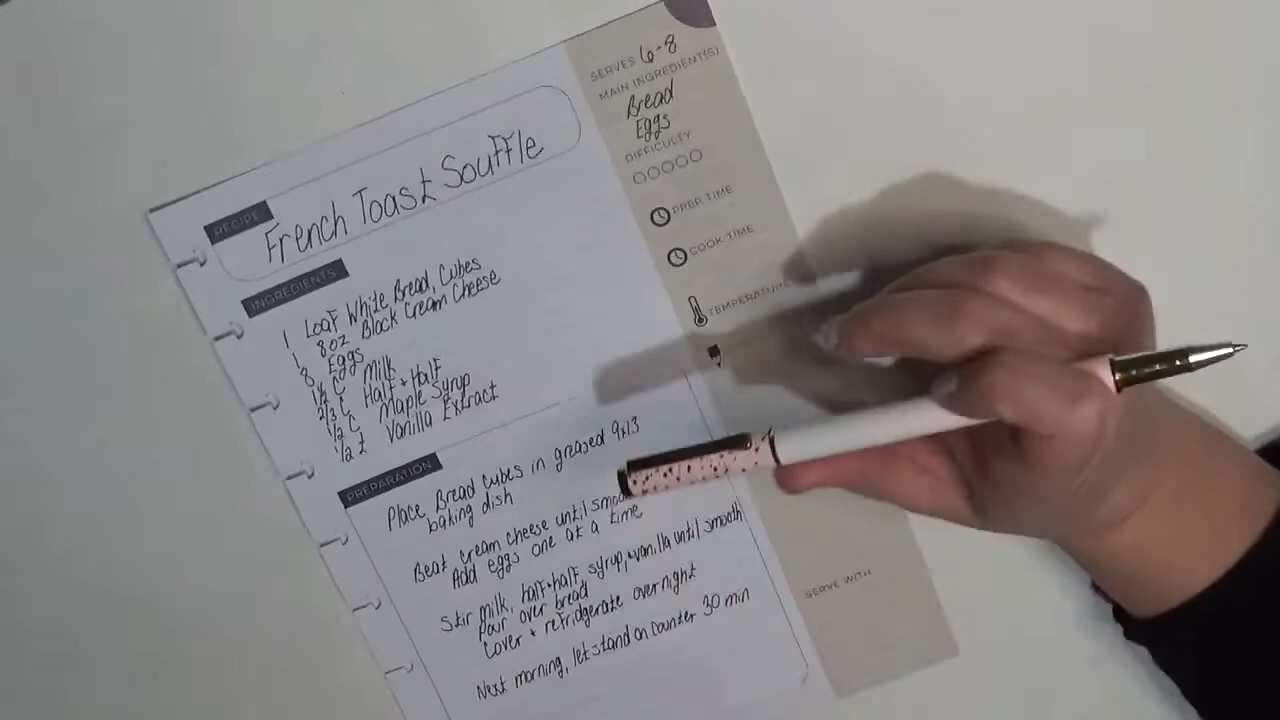 RECIPE
French Toast Souffle
INGREDIENTS
1 Loaf White Bread, Cubes
1 8oz Block Cream Cheese
8 Eggs
1½ C Milk
2/3 C Half + Half
1/2 C Maple Syrup
1/2 t Vanilla Extract
PREPARATION
Place Bread Cubes in greased 9x13
baking dish
Beat cream cheese until
Add eggs one at a time
Stir milk, half+half, syrup, +vanilla until smooth
Pour over bread
Cover + refridgerate overnight
Next morning, let stand on counter 30 min
SERVES 6-8
MAIN INGREDIENT(S)
Bread
Eggs
DIFFICULTY
PREP TIME
COOK TIME
TEMPERATURE
SERVE WITH